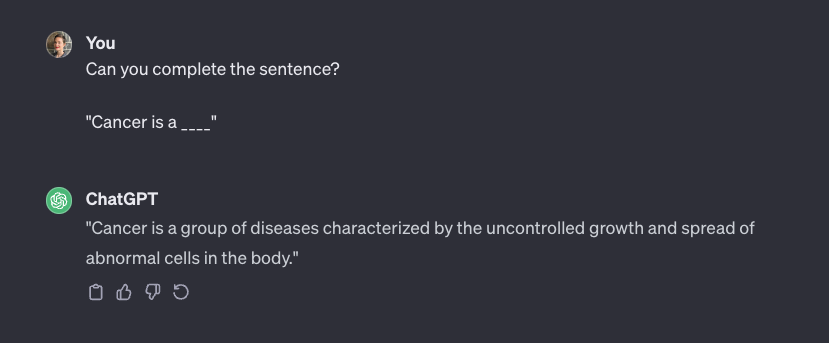 You
Can you complete the sentence?
"Cancer is a ____"
ChatGPT
"Cancer is a group of diseases characterized by the uncontrolled growth and spread of
abnormal cells in the body."